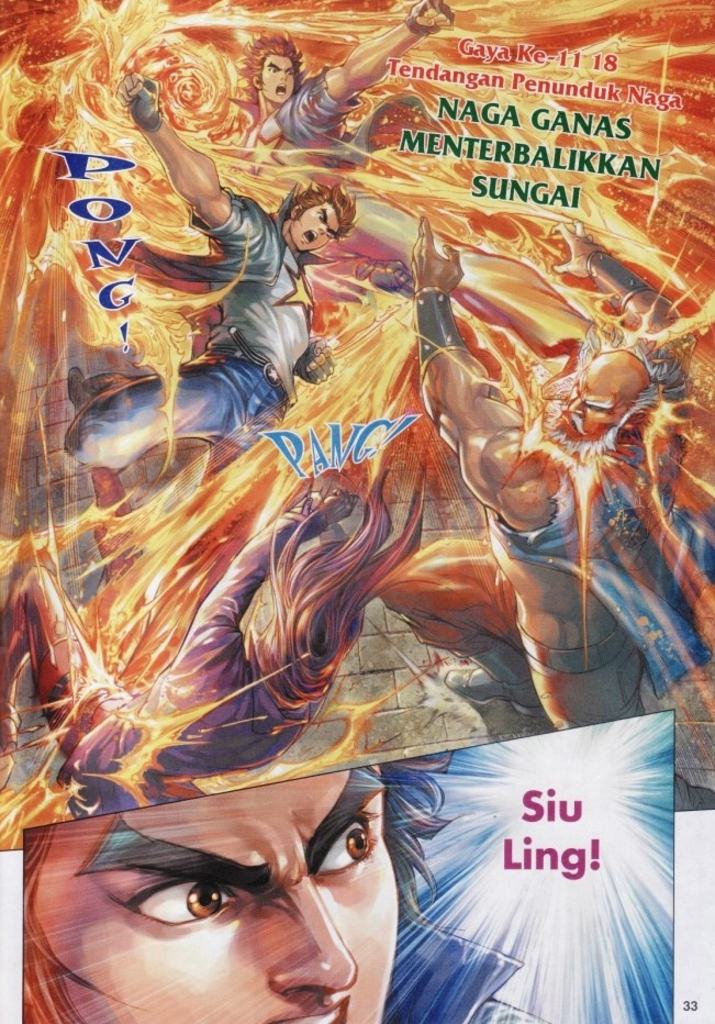 Gaya Ke-11 18
Tendangan Penunduk Naga
NAGA GANAS
MENTERBALIKKAN
SUNGAI
PONG!
PANG!
Siu
Ling!
33